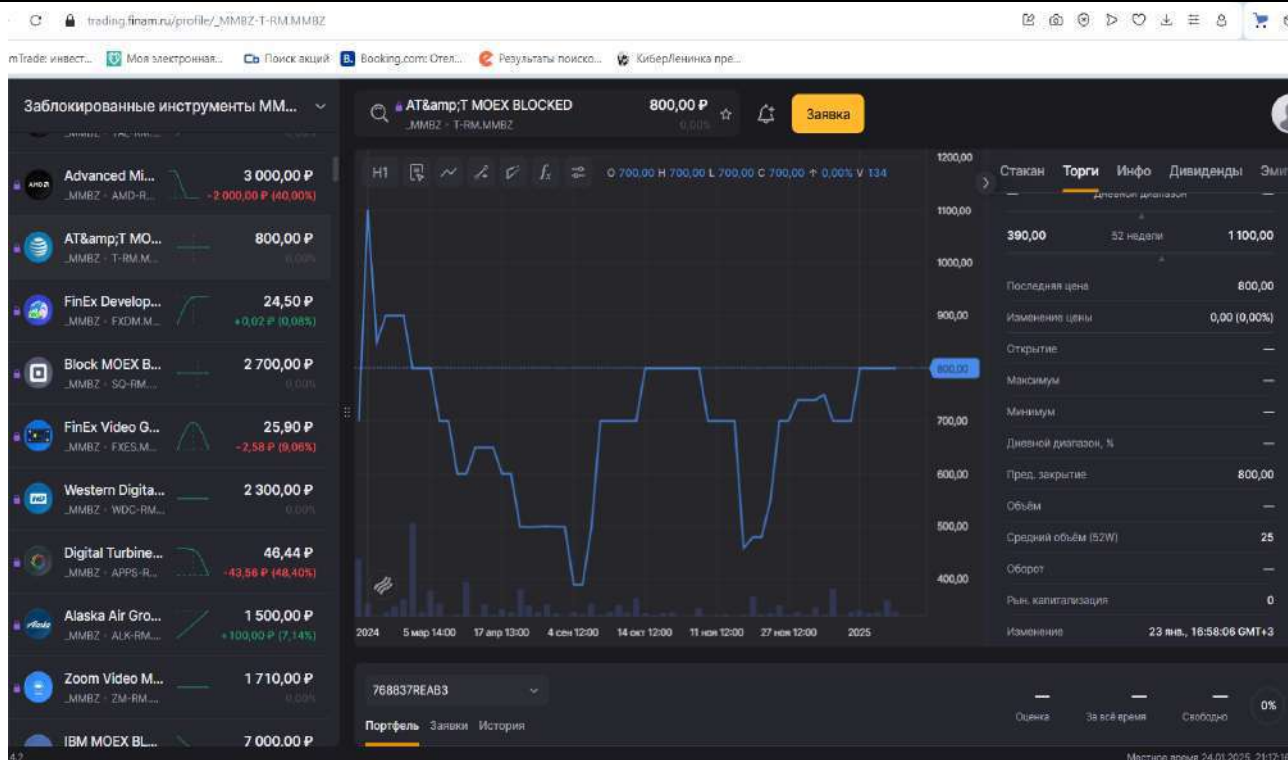 trading.finam.ru/profile/_MMBZ-T-RM.MMBZ
mTrade: инвест... Моя электронная... Поиск акций Booking.com: Отел... Результаты поиско... КиберЛенинка пре...
Заблокированные инструменты ММ...
Advanced Mi... 3 000,00 ₽
_MMBZ - AMD-R... -2 000,00 ₽ (40,00%)
AT&amp;T MO... 800,00 ₽
_MMBZ - T-RM.M... 0,00%
FinEx Develop... 24,50 ₽
_MMBZ - FXDM.M... +0,02 ₽ (0,08%)
Block MOEX B... 2 700,00 ₽
_MMBZ - SQ-RM.... 0,00%
FinEx Video G... 25,90 ₽
_MMBZ - FXES.M... -2,58 ₽ (9,06%)
Western Digita... 2 300,00 ₽
_MMBZ - WDC-RM... 0,00%
Digital Turbine... 46,44 ₽
_MMBZ - APPS-R... -43,56 ₽ (48,40%)
Alaska Air Gro... 1 500,00 ₽
_MMBZ - ALK-RM.... +100,00 ₽ (7,14%)
Zoom Video M... 1 710,00 ₽
_MMBZ - ZM-RM.... 0,00%
IBM MOEX BL... 7 000,00 ₽
AT&amp;T MOEX BLOCKED 800,00 ₽
_MMBZ - T-RM.MMBZ 0,00%
Заявка
H1 O 700,00 H 700,00 L 700,00 C 700,00 ↑ 0,00% V 134
1200,00
1100,00
1000,00
900,00
800,00
700,00
600,00
500,00
400,00
2024 5 мар 14:00 17 апр 13:00 4 сен 12:00 14 окт 12:00 11 ноя 12:00 27 ноя 12:00 2025
Стакан Торги Инфо Дивиденды Эми
— Дневной диапазон —
390,00 52 недели 1 100,00
Последняя цена 800,00
Изменение цены 0,00 (0,00%)
Открытие —
Максимум —
Минимум —
Дневной диапазон, % —
Пред. закрытие 800,00
Объём —
Средний объём (52W) 25
Оборот —
Рын. капитализация 0
Изменение 23 янв., 16:58:06 GMT+3
768837REAB3
Портфель Заявки История
— — —
Оценка За всё время Свободно 0%
4.2 Местное время 24.01.2025, 21:17:16